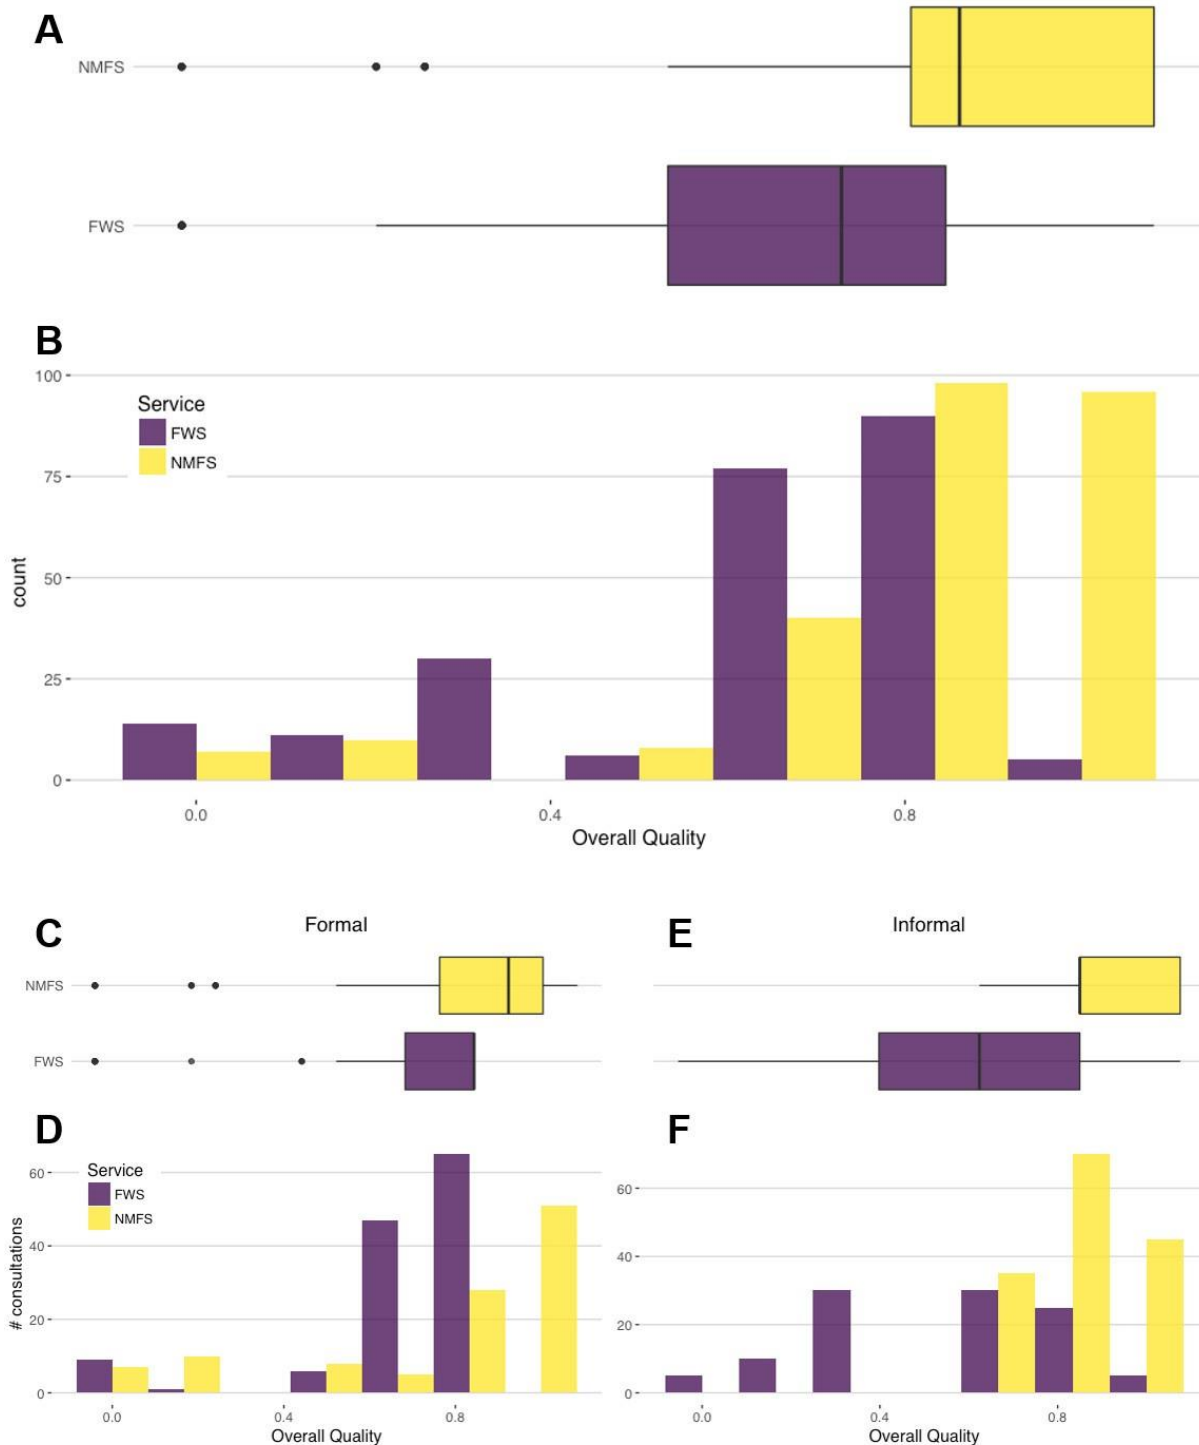 A
NMFS
FWS
B
100
75
50
25
0
count
Service
FWS
NMFS
0.0 0.4 0.8
Overall Quality
C Formal
NMFS
FWS
E Informal
D
60
40
20
0
# consultations
Service
FWS
NMFS
0.0 0.4 0.8
Overall Quality
F
60
40
20
0
0.0 0.4 0.8
Overall Quality